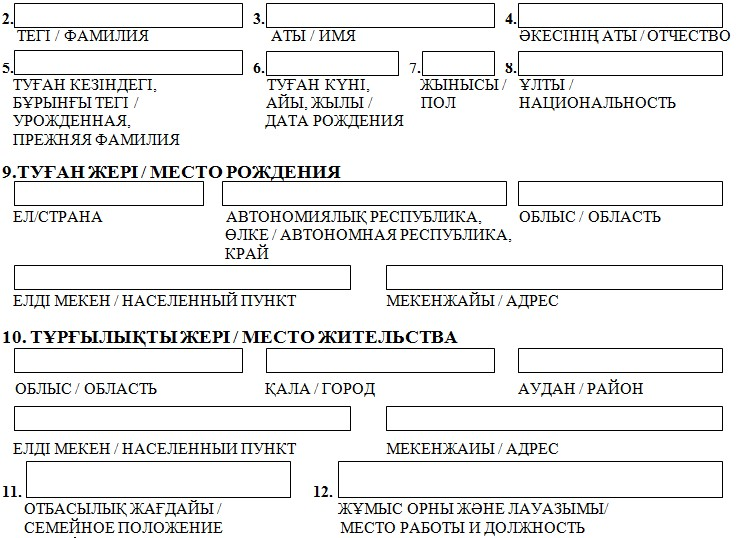 2. 3. 4.
ТЕГІ / ФАМИЛИЯ АТЫ / ИМЯ ӘКЕСІНІҢ АТЫ / ОТЧЕСТВО
5. 6. 7. 8.
ТУҒАН КЕЗІНДЕГІ, ТУҒАН КҮНІ, ЖЫНЫСЫ / ҰЛТЫ /
БҰРЫНҒЫ ТЕГІ / АЙЫ, ЖЫЛЫ / ПОЛ НАЦИОНАЛЬНОСТЬ
УРОЖДЕННАЯ, ДАТА РОЖДЕНИЯ
ПРЕЖНЯЯ ФАМИЛИЯ
9.ТУҒАН ЖЕРІ / МЕСТО РОЖДЕНИЯ
ЕЛ/СТРАНА АВТОНОМИЯЛЫҚ РЕСПУБЛИКА, ОБЛЫС / ОБЛАСТЬ
ӨЛКЕ / АВТОНОМНАЯ РЕСПУБЛИКА,
КРАЙ
ЕЛДІ МЕКЕН / НАСЕЛЕННЫЙ ПУНКТ МЕКЕНЖАЙЫ / АДРЕС
10. ТҰРҒЫЛЫҚТЫ ЖЕРІ / МЕСТО ЖИТЕЛЬСТВА
ОБЛЫС / ОБЛАСТЬ ҚАЛА / ГОРОД АУДАН / РАЙОН
ЕЛДІ МЕКЕН / НАСЕЛЕННЫЙ ПУНКТ МЕКЕНЖАЙЫ / АДРЕС
11. 12.
ОТБАСЫЛЫҚ ЖАҒДАЙЫ / ЖҰМЫС ОРНЫ ЖӘНЕ ЛАУАЗЫМЫ/
СЕМЕЙНОЕ ПОЛОЖЕНИЕ МЕСТО РАБОТЫ И ДОЛЖНОСТЬ